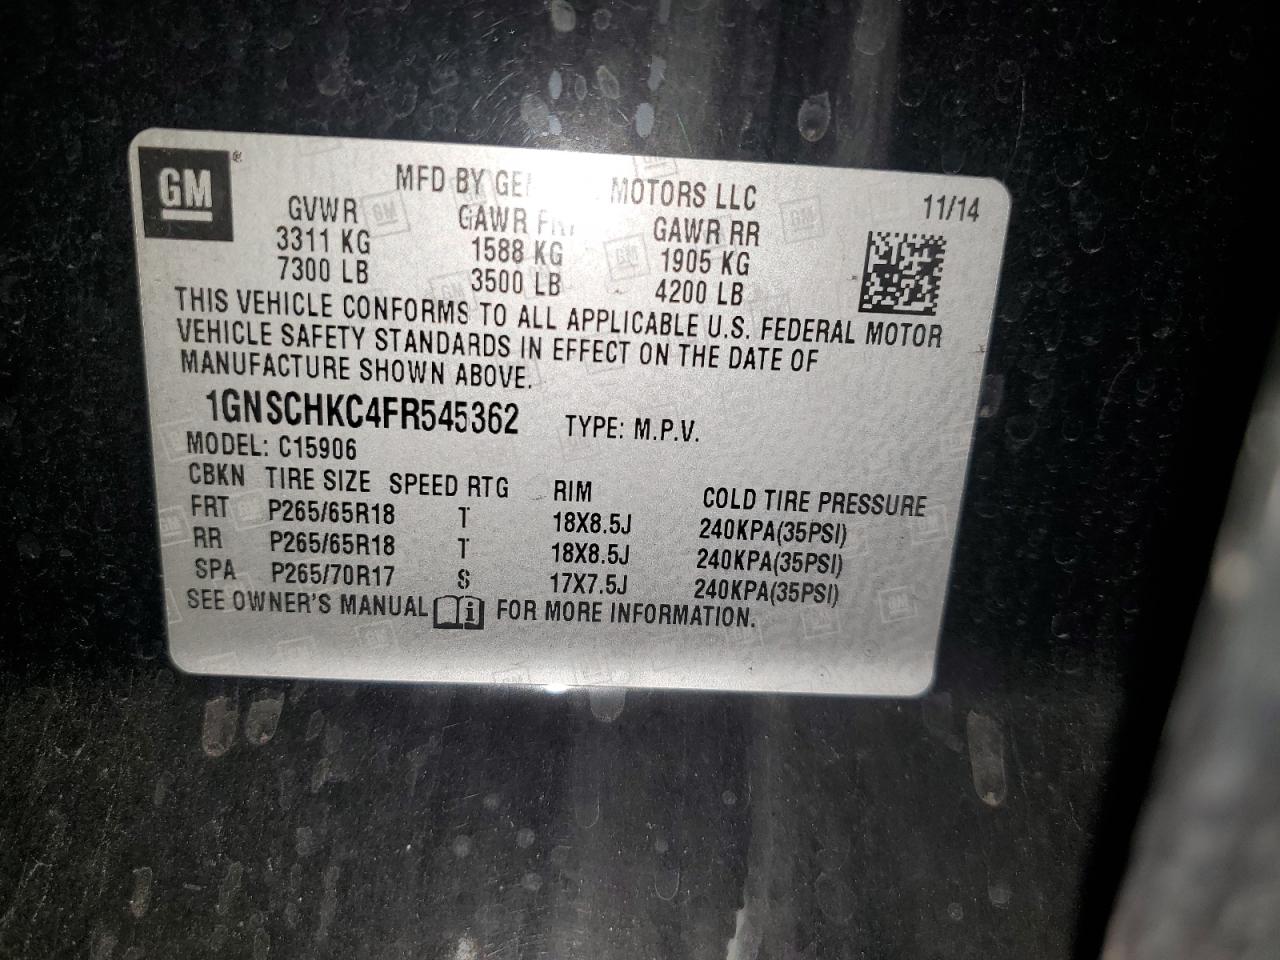 GM®
MFD BY GE MOTORS LLC 11/14
GVWR GAWR FR GAWR RR
3311 KG 1588 KG 1905 KG
7300 LB 3500 LB 4200 LB
THIS VEHICLE CONFORMS TO ALL APPLICABLE U.S. FEDERAL MOTOR
VEHICLE SAFETY STANDARDS IN EFFECT ON THE DATE OF
MANUFACTURE SHOWN ABOVE.
1GNSCHKC4FR545362 TYPE: M.P.V.
MODEL: C15906
CBKN TIRE SIZE SPEED RTG RIM COLD TIRE PRESSURE
FRT P265/65R18 T 18X8.5J 240KPA(35PSI)
RR P265/65R18 T 18X8.5J 240KPA(35PSI)
SPA P265/70R17 S 17X7.5J 240KPA(35PSI)
SEE OWNER'S MANUAL i FOR MORE INFORMATION.